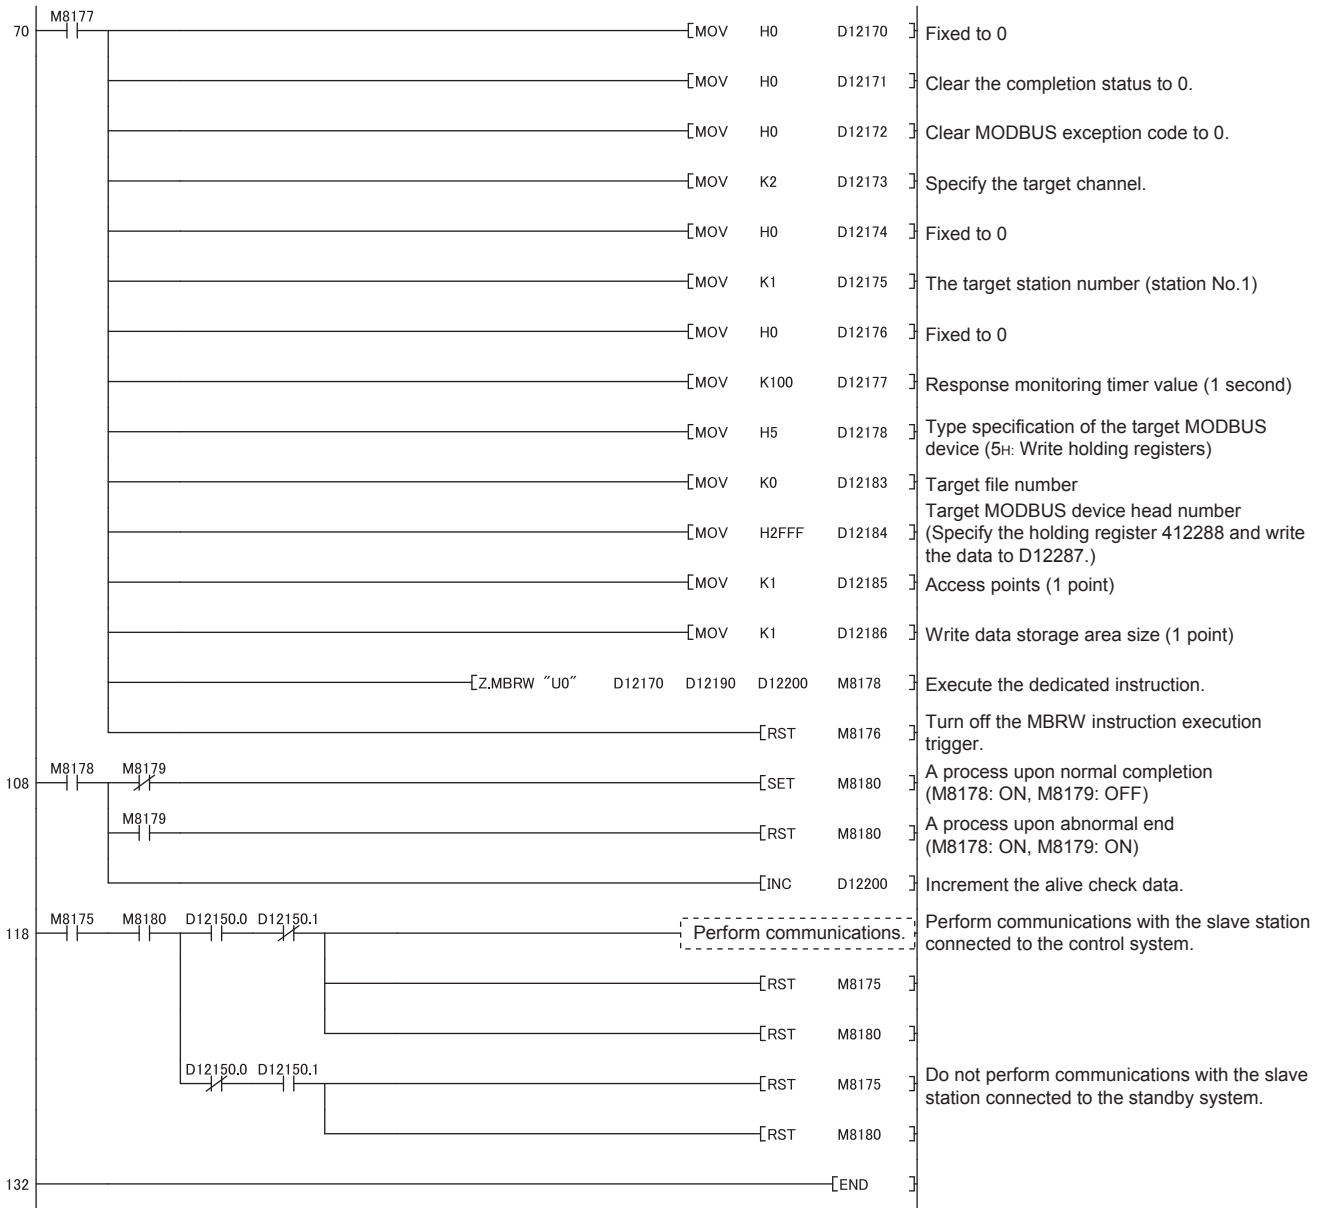 M8177
70 [MOV H0 D12170 ] Fixed to 0
[MOV H0 D12171 ] Clear the completion status to 0.
[MOV H0 D12172 ] Clear MODBUS exception code to 0.
[MOV K2 D12173 ] Specify the target channel.
[MOV H0 D12174 ] Fixed to 0
[MOV K1 D12175 ] The target station number (station No.1)
[MOV H0 D12176 ] Fixed to 0
[MOV K100 D12177 ] Response monitoring timer value (1 second)
[MOV H5 D12178 ] Type specification of the target MODBUS
device (5H: Write holding registers)
[MOV K0 D12183 ] Target file number
Target MODBUS device head number
[MOV H2FFF D12184 ] (Specify the holding register 412288 and write
the data to D12287.)
[MOV K1 D12185 ] Access points (1 point)
[MOV K1 D12186 ] Write data storage area size (1 point)
[Z.MBRW "U0" D12170 D12190 D12200 M8178 ] Execute the dedicated instruction.
[RST M8176 ] Turn off the MBRW instruction execution
trigger.
M8178 M8179
108 [SET M8180 ] A process upon normal completion
(M8178: ON, M8179: OFF)
M8179
[RST M8180 ] A process upon abnormal end
(M8178: ON, M8179: ON)
[INC D12200 ] Increment the alive check data.
M8175 M8180 D12150.0 D12150.1
118 Perform communications. Perform communications with the slave station
connected to the control system.
[RST M8175 ]
[RST M8180 ]
D12150.0 D12150.1
[RST M8175 ] Do not perform communications with the slave
station connected to the standby system.
[RST M8180 ]
132 [END ]